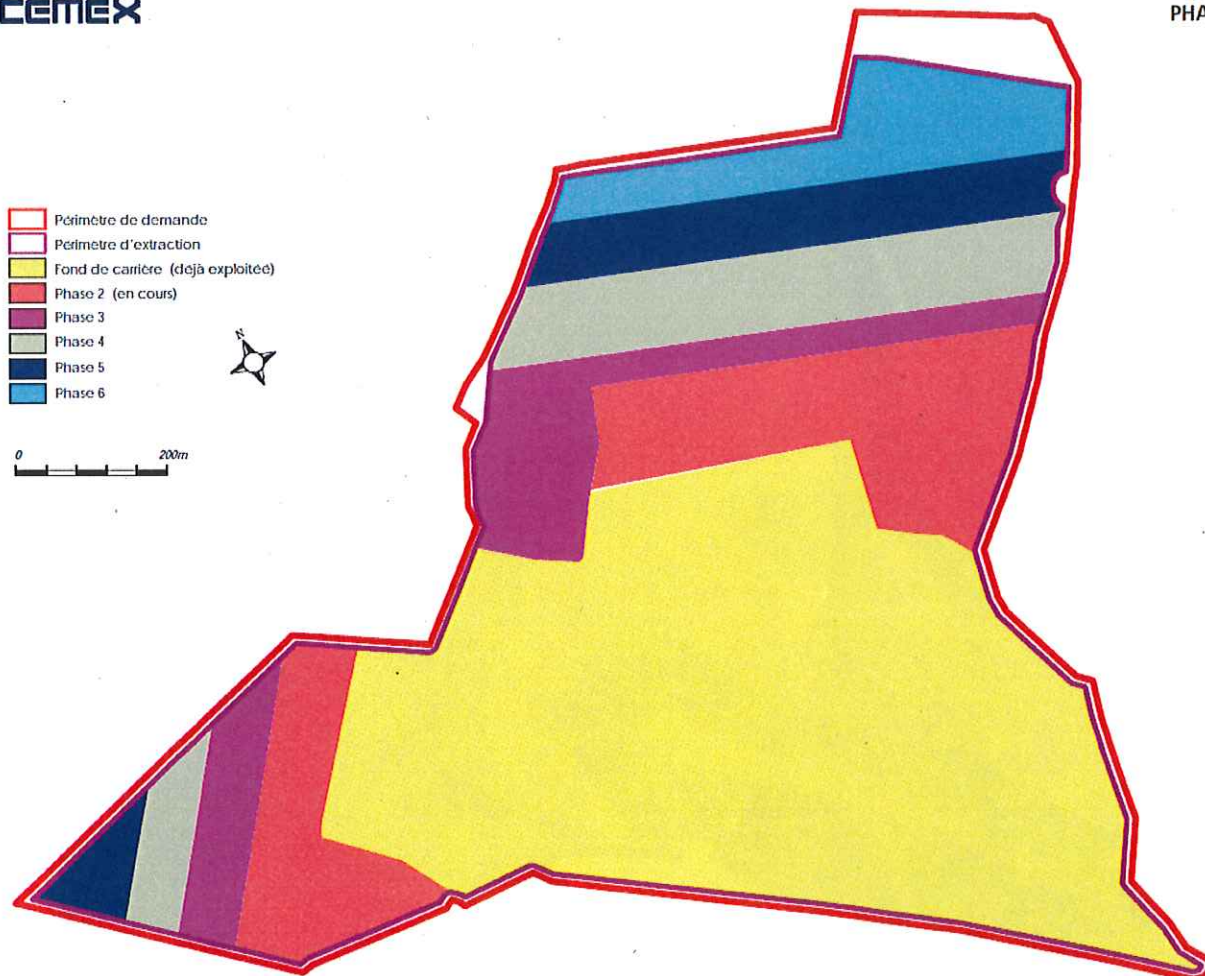 CEMEX
PHA
Périmètre de demande
Périmètre d'extraction
Fond de carrière (déjà exploitée)
Phase 2 (en cours)
Phase 3
Phase 4
Phase 5
Phase 6
N
0 200m